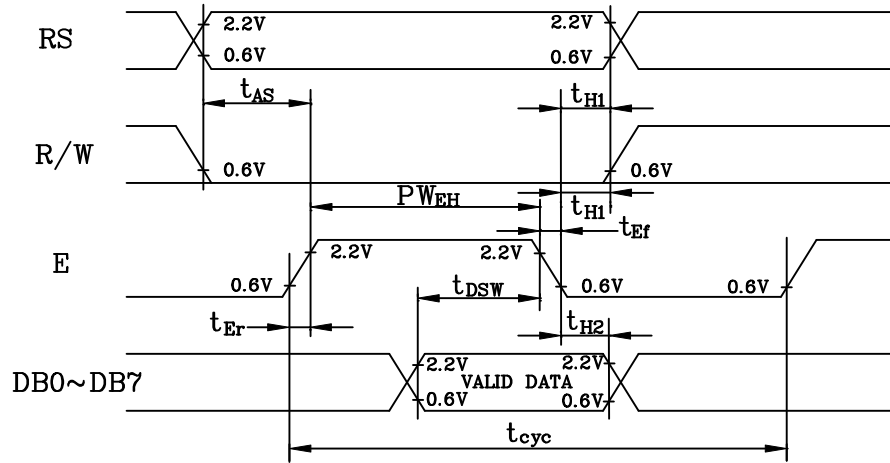 RS
2.2V
2.2V
0.6V
0.6V
tAS
tH1
R/W
0.6V
0.6V
PWEH
tH1
tEf
E
2.2V
2.2V
0.6V
0.6V
0.6V
tDSW
tEr
tH2
DB0~DB7
2.2V
VALID DATA
2.2V
0.6V
0.6V
tcyc